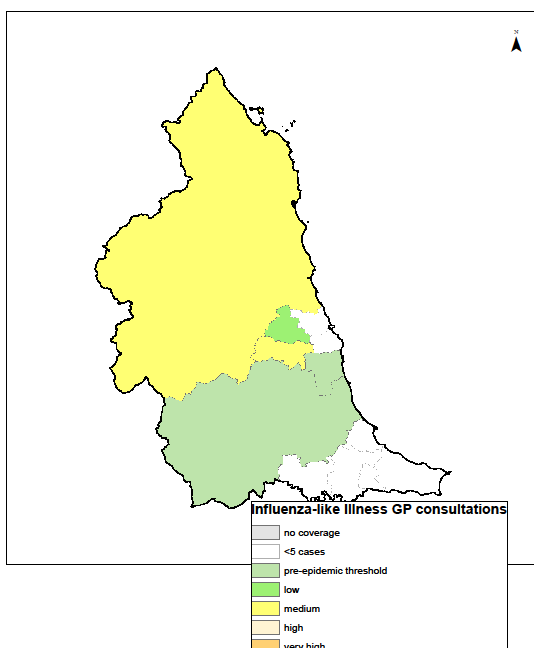 N
Influenza-like Illness GP consultations
no coverage
<5 cases
pre-epidemic threshold
low
medium
high
very high